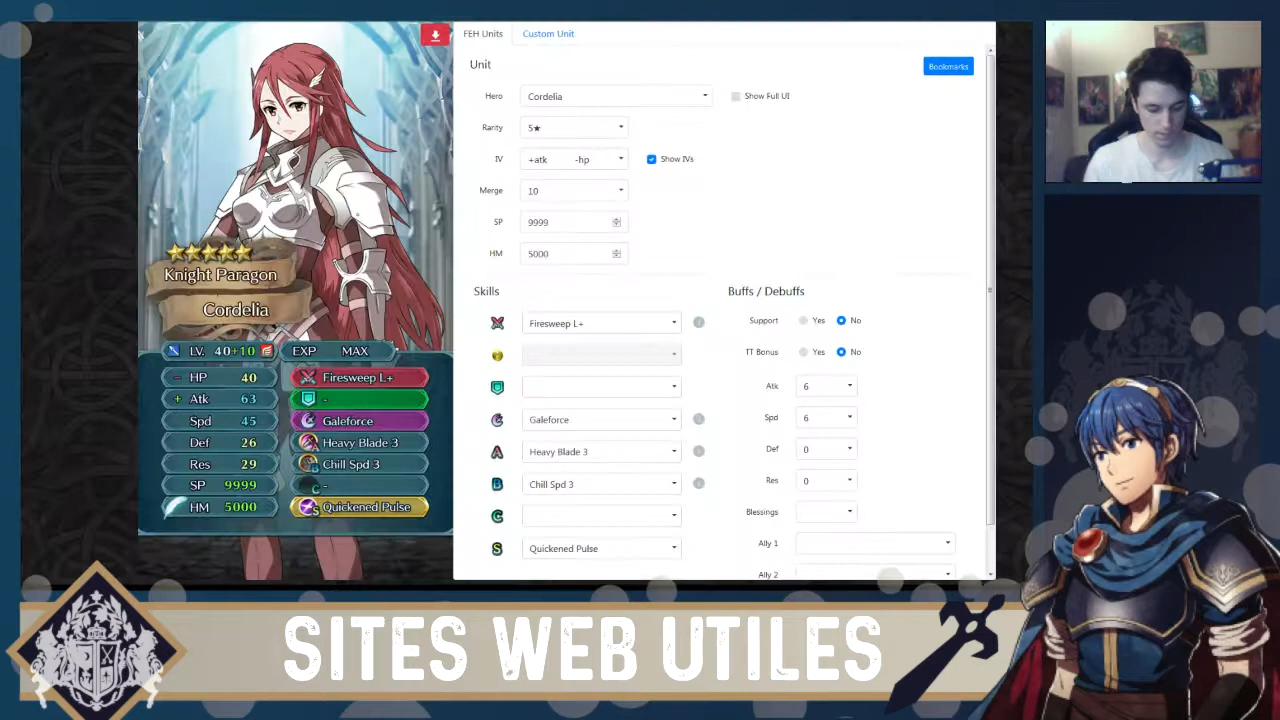 FEH Units Custom Unit
Unit
Bookmarks
Hero Cordelia Show Full UI
Rarity 5★
IV +atk -hp Show IVs
Merge 10
SP 9999
HM 5000
Skills
Firesweep L+
Galeforce
Heavy Blade 3
Chill Spd 3
Quickened Pulse
Buffs / Debuffs
Support Yes No
TT Bonus Yes No
Atk 6
Spd 6
Def 0
Res 0
Blessings
Ally 1
Ally 2
Knight Paragon
Cordelia
LV. 40+10 EXP MAX
HP 40 Firesweep L+
Atk 63 -
Spd 45 Galeforce
Def 26 Heavy Blade 3
Res 29 Chill Spd 3
SP 9999 C -
HM 5000 S Quickened Pulse
SITES WEB UTILES